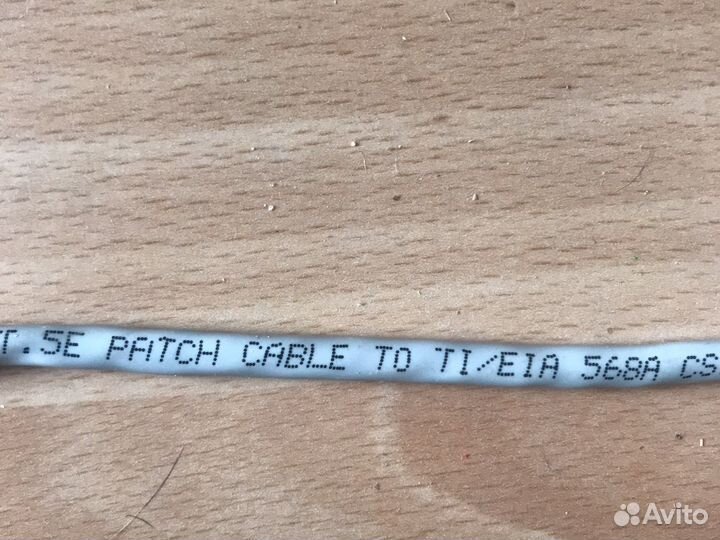 T.5E PATCH CABLE TO TI/EIA 568A CS
Avito